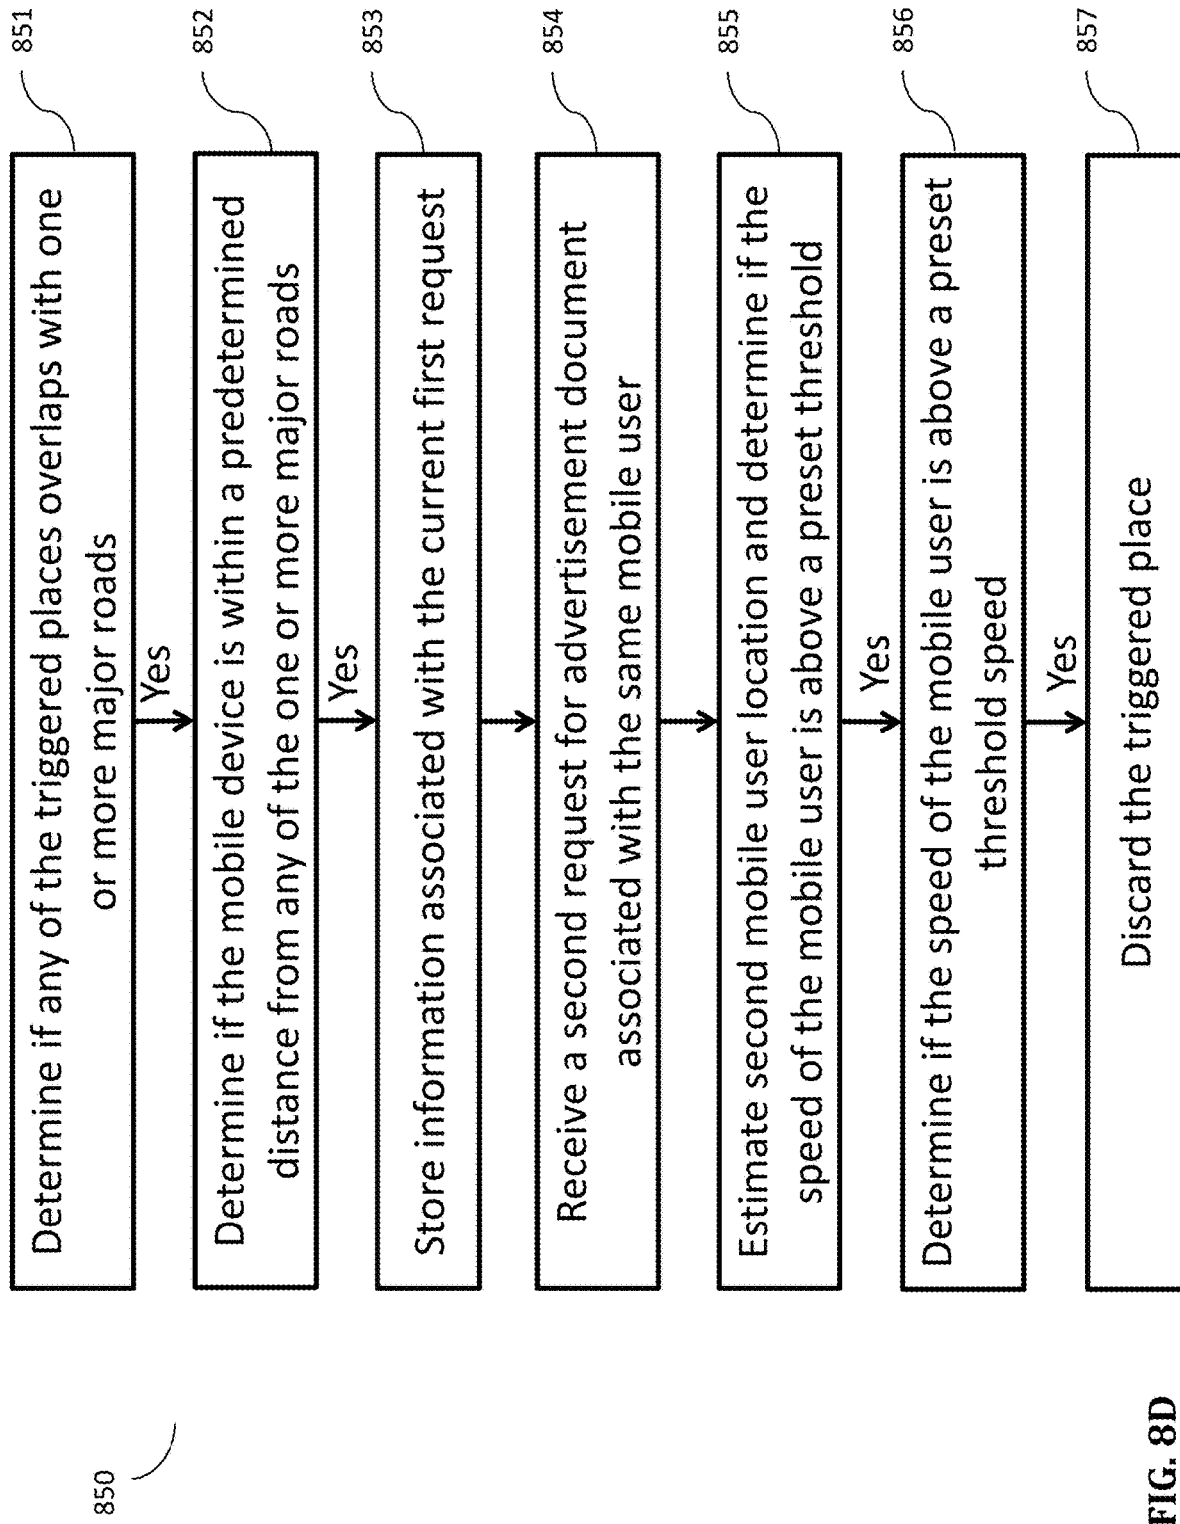 850
Determine if any of the triggered places overlaps with one
or more major roads
851
Yes
Determine if the mobile device is within a predetermined
distance from any of the one or more major roads
852
Yes
Store information associated with the current first request
853
Receive a second request for advertisement document
associated with the same mobile user
854
Estimate second mobile user location and determine if the
speed of the mobile user is above a preset threshold
855
Yes
Determine if the speed of the mobile user is above a preset
threshold speed
856
Yes
Discard the triggered place
857
FIG. 8D